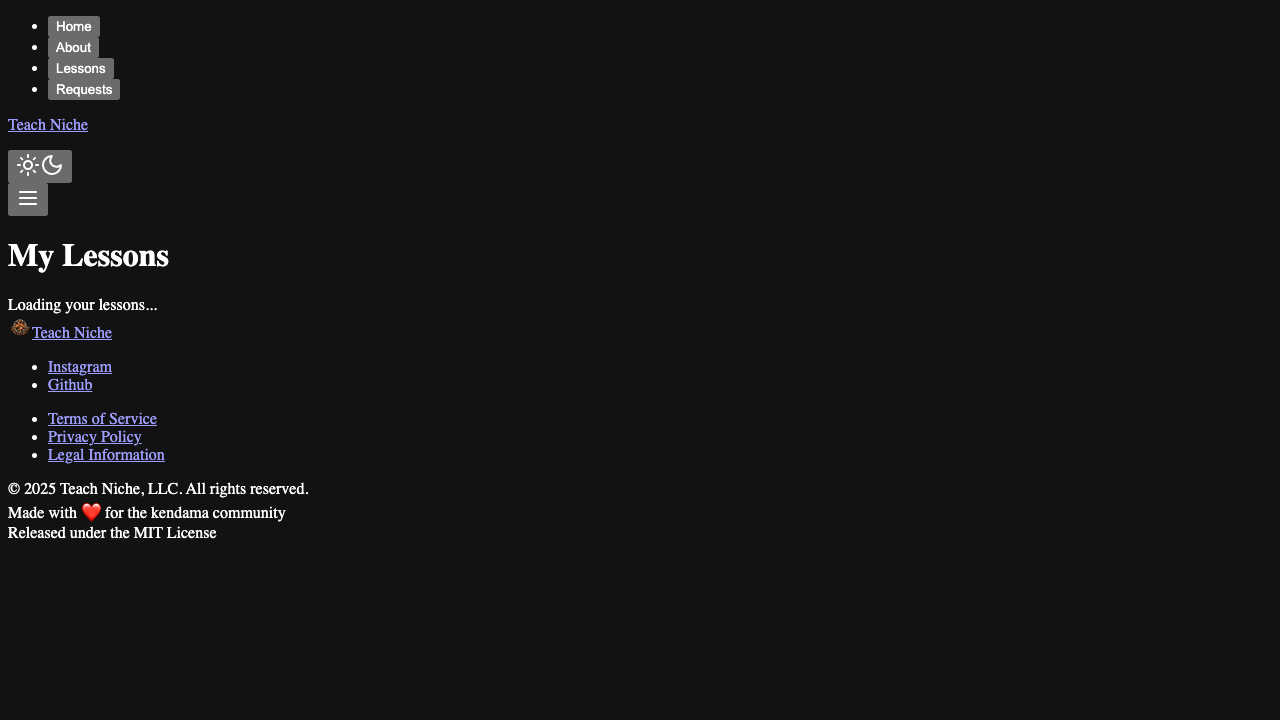 Home
About
Lessons
Requests
Teach Niche
My Lessons
Loading your lessons...
Teach Niche
Instagram
Github
Terms of Service
Privacy Policy
Legal Information
© 2025 Teach Niche, LLC. All rights reserved.
Made with ❤️ for the kendama community
Released under the MIT License